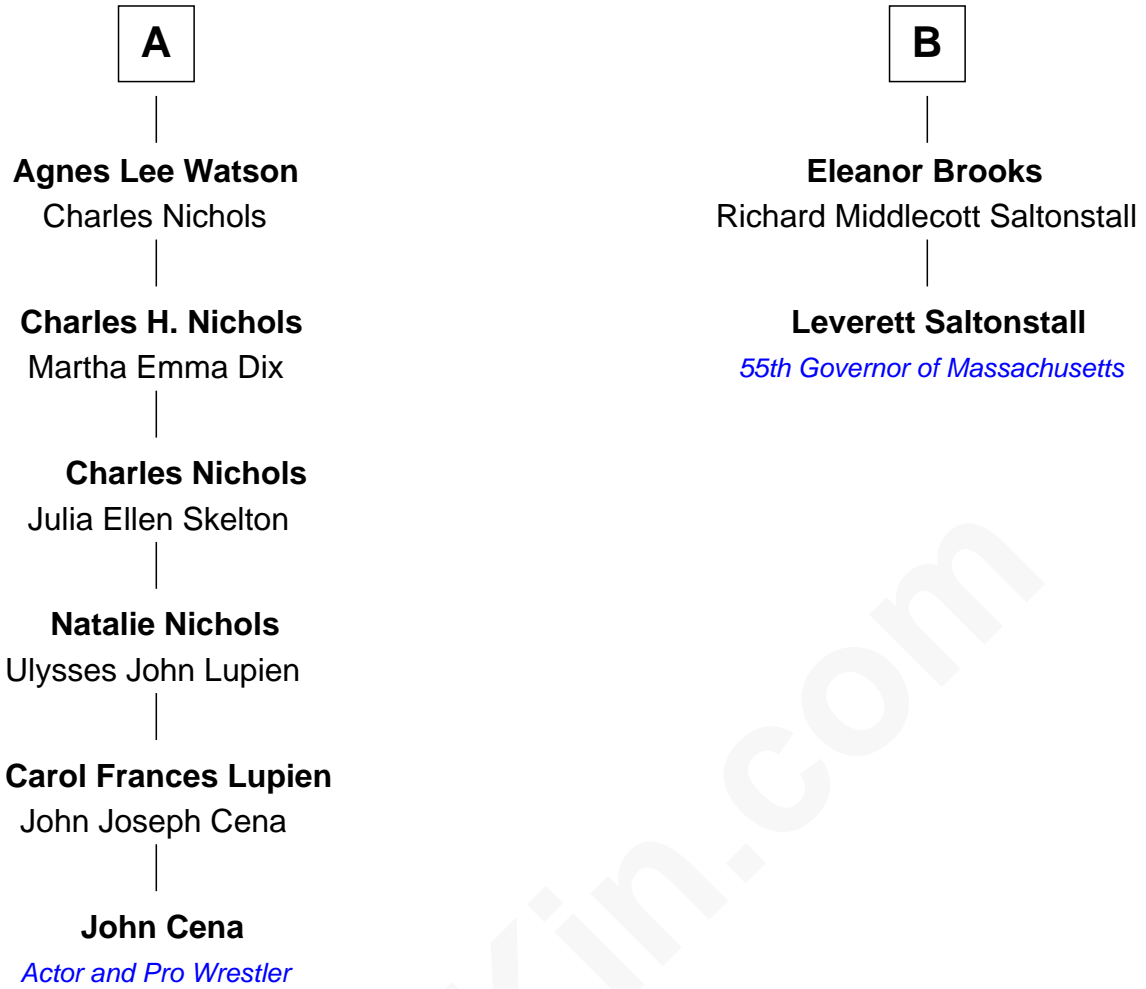 A
Agnes Lee Watson
Charles Nichols
Charles H. Nichols
Martha Emma Dix
Charles Nichols
Julia Ellen Skelton
Natalie Nichols
Ulysses John Lupien
Carol Frances Lupien
John Joseph Cena
John Cena
Actor and Pro Wrestler
B
Eleanor Brooks
Richard Middlecott Saltonstall
Leverett Saltonstall
55th Governor of Massachusetts
Kin.com